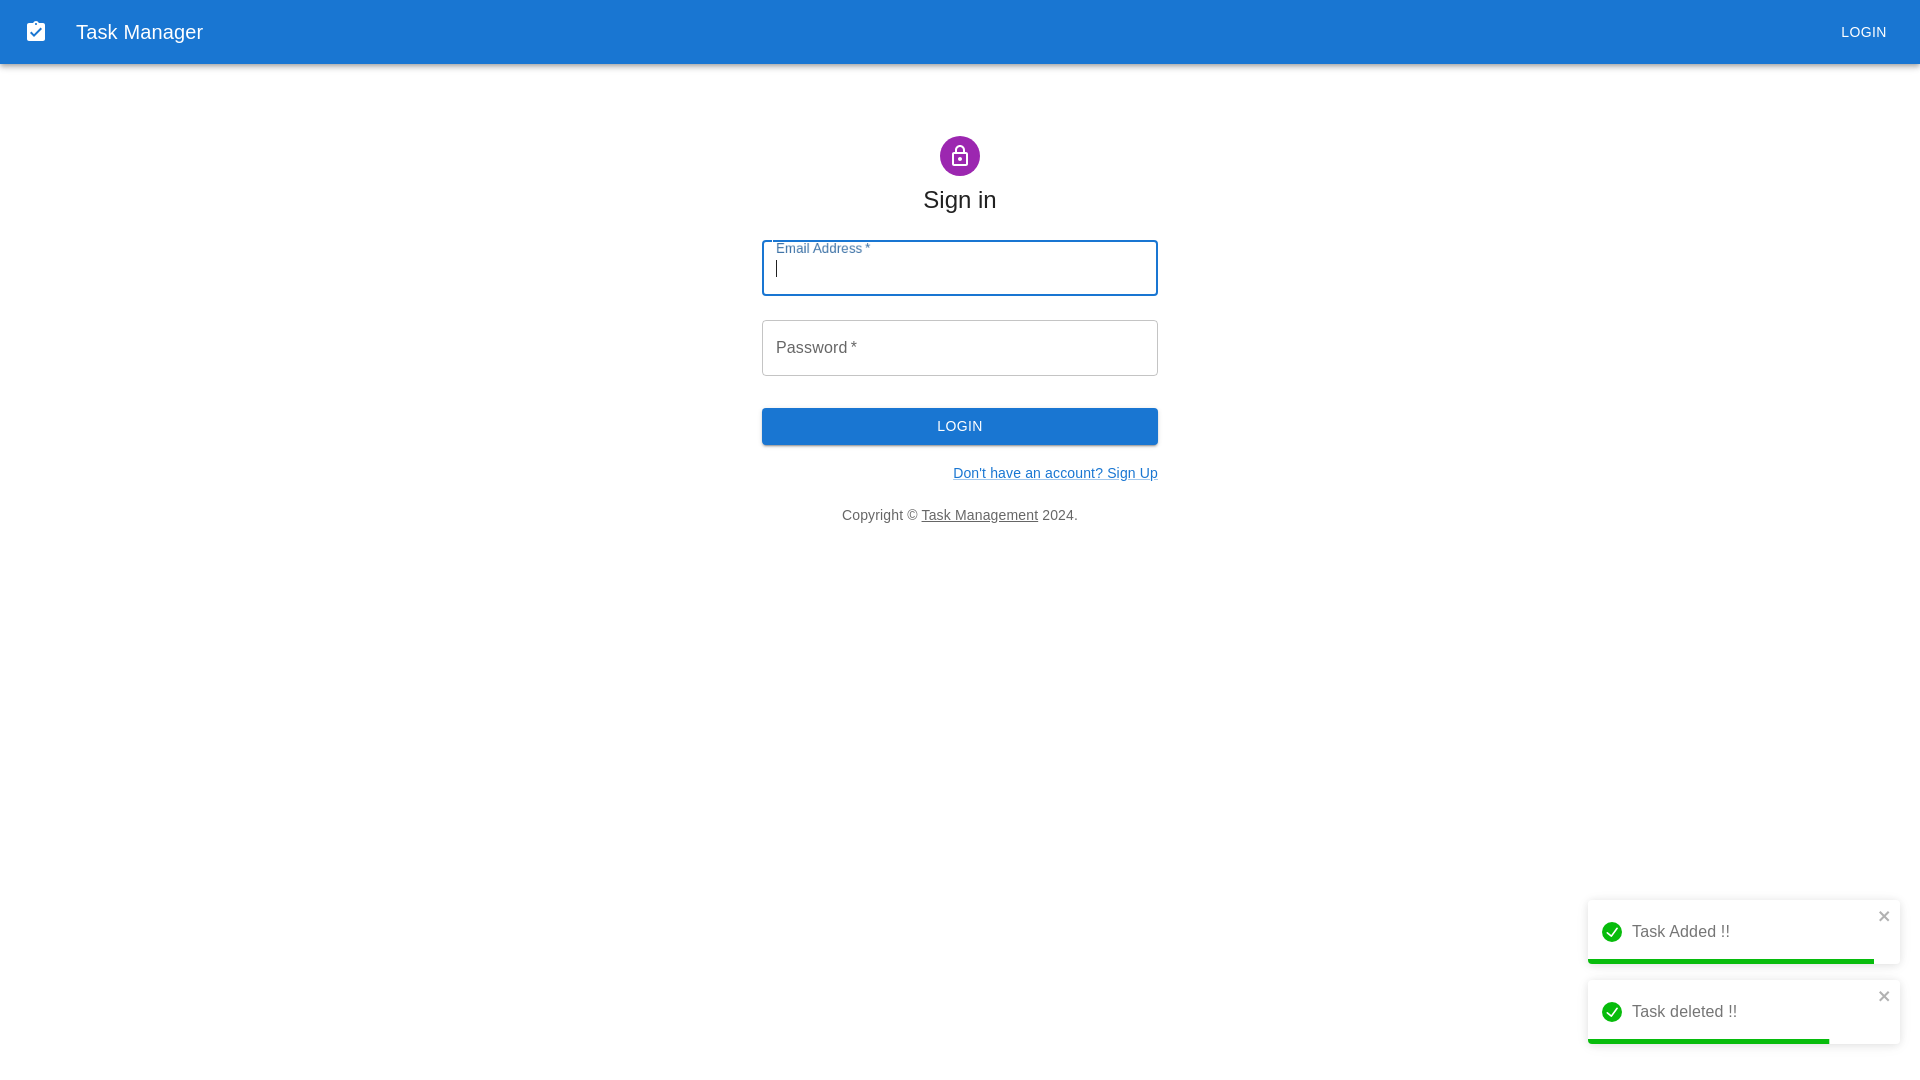 Task Manager
LOGIN
Sign in
Email Address *
Password *
LOGIN
Don't have an account? Sign Up
Copyright © Task Management 2024.
Task Added !!
Task deleted !!